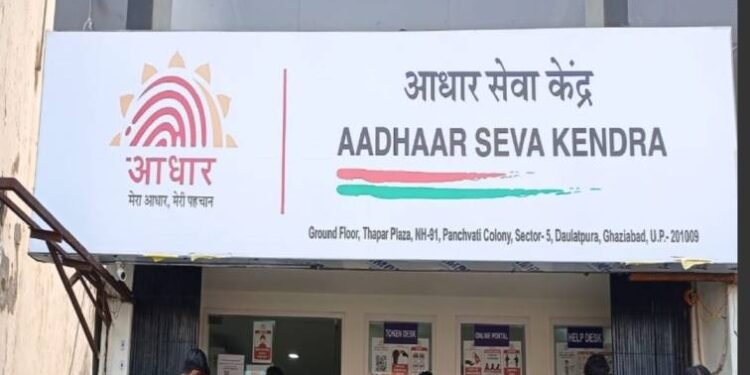 आधार
मेरा आधार, मेरी पहचान
आधार सेवा केंद्र
AADHAAR SEVA KENDRA
Ground Floor, Thapar Plaza, NH-91, Panchvati Colony, Sector- 5, Daulatpura, Ghaziabad, U.P.- 201009
TOKEN DESK
ONLINE PORTAL
HELP DESK